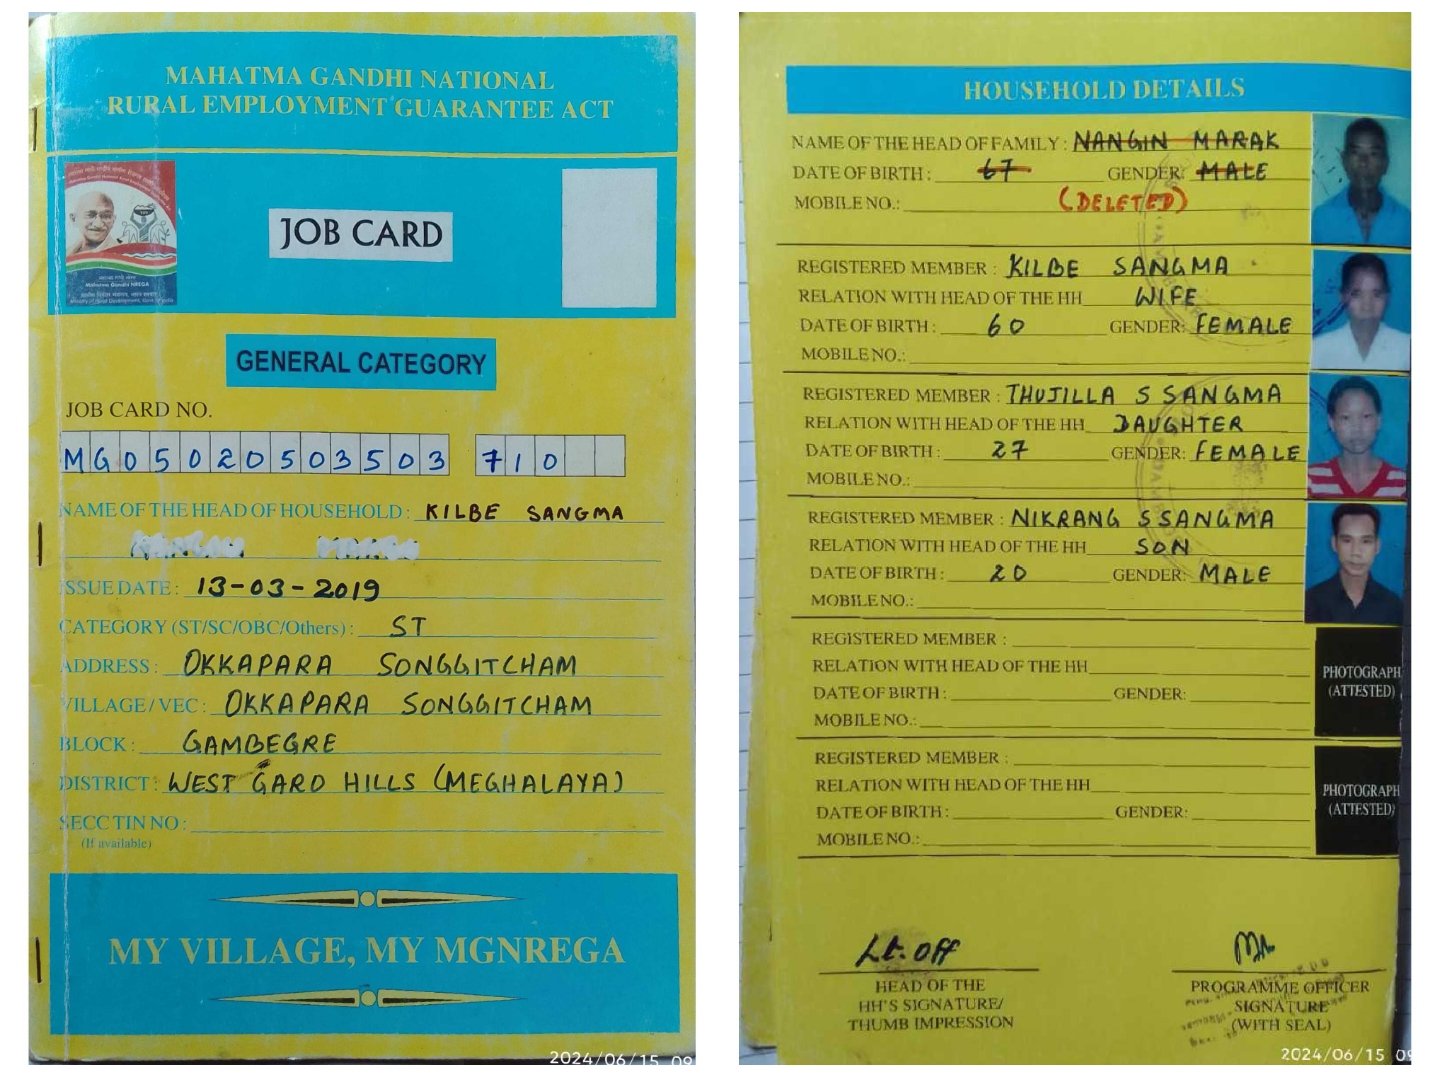 MAHATMA GANDHI NATIONAL
RURAL EMPLOYMENT GUARANTEE ACT
Mahatma Gandhi NREGA
JOB CARD
GENERAL CATEGORY
JOB CARD NO.
MG05020503503 710
NAME OF THE HEAD OF HOUSEHOLD: KILBE SANGMA
ISSUE DATE: 13-03-2019
CATEGORY (ST/SC/OBC/Others): ST
ADDRESS: OKKAPARA SONGGITCHAM
VILLAGE/VEC: OKKAPARA SONGGITCHAM
BLOCK: GAMBEGRE
DISTRICT: WEST GARO HILLS (MEGHALAYA)
SECC TIN NO:
(If available)
MY VILLAGE, MY MGNREGA
2024/06/15 09
HOUSEHOLD DETAILS
NAME OF THE HEAD OF FAMILY: NANGIN MARAK
DATE OF BIRTH: 67 GENDER: MALE
MOBILE NO.: (DELETED)
REGISTERED MEMBER: KILBE SANGMA
RELATION WITH HEAD OF THE HH WIFE
DATE OF BIRTH: 60 GENDER: FEMALE
MOBILE NO.:
REGISTERED MEMBER: THUJILLA S SANGMA
RELATION WITH HEAD OF THE HH DAUGHTER
DATE OF BIRTH: 27 GENDER: FEMALE
MOBILE NO.:
REGISTERED MEMBER: NIKRANG S SANGMA
RELATION WITH HEAD OF THE HH SON
DATE OF BIRTH: 20 GENDER: MALE
MOBILE NO.:
REGISTERED MEMBER:
RELATION WITH HEAD OF THE HH
DATE OF BIRTH: GENDER:
MOBILE NO.:
PHOTOGRAPH
(ATTESTED)
REGISTERED MEMBER:
RELATION WITH HEAD OF THE HH
DATE OF BIRTH: GENDER:
MOBILE NO.:
PHOTOGRAPH
(ATTESTED)
Lt. Off
HEAD OF THE
HH'S SIGNATURE/
THUMB IMPRESSION
PROGRAMME OFFICER
SIGNATURE
(WITH SEAL)
2024/06/15 09